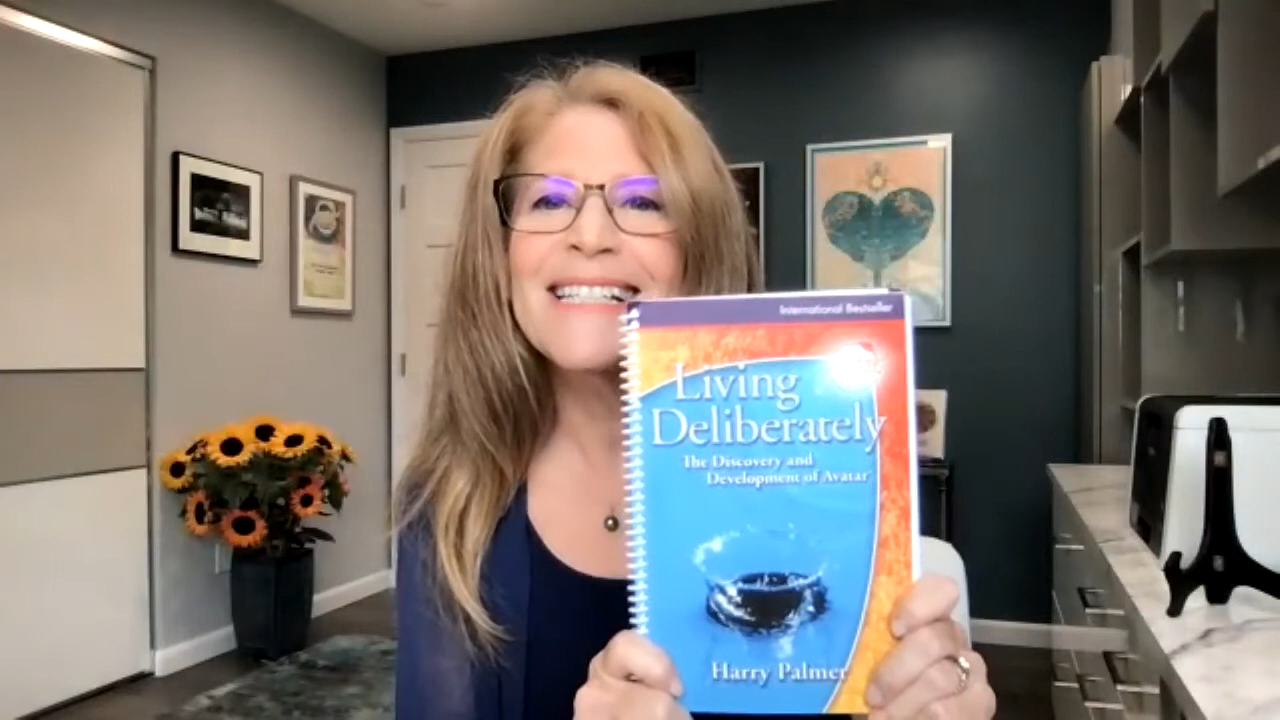 International Bestseller
Living
Deliberately
The Discovery and
Development of Avatar
Harry Palmer